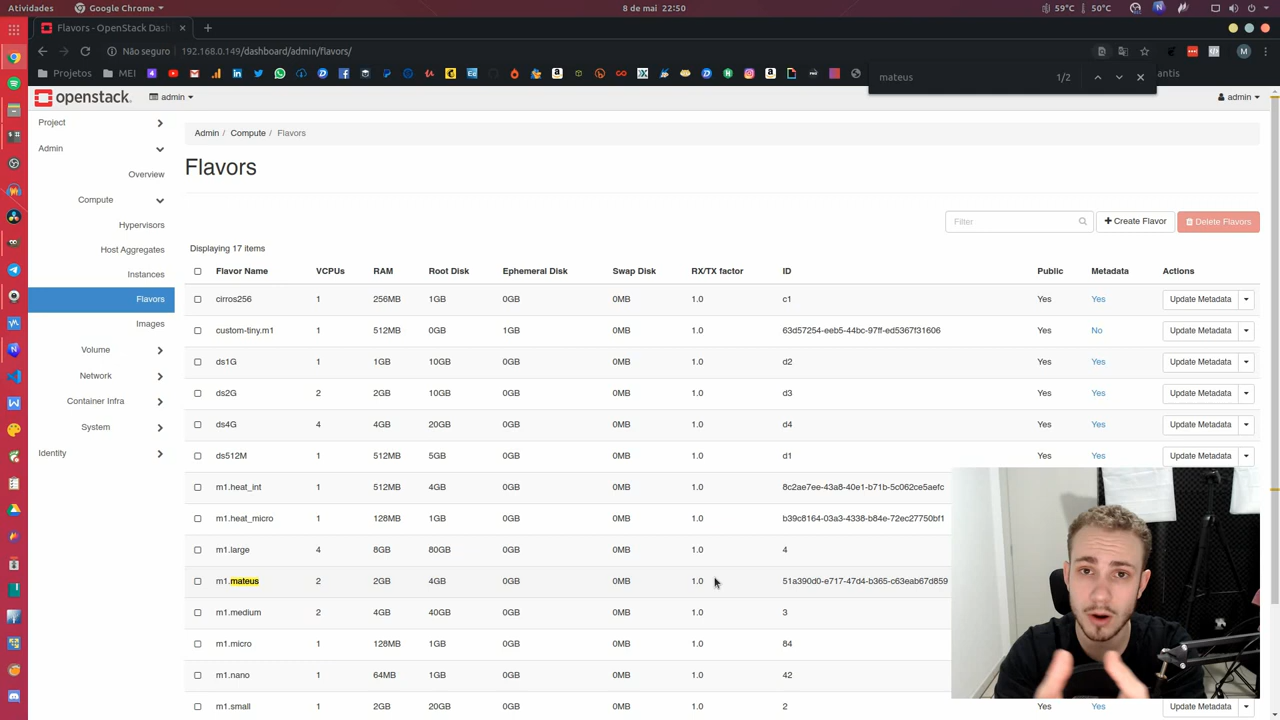 Atividades Google Chrome 8 de mai 22:50 59°C 50°C
Flavors - OpenStack Dash
Não seguro 192.168.0.149/dashboard/admin/flavors/
Projetos MEI antis
mateus 1/2
openstack. admin admin
Project
Admin
Overview
Compute
Hypervisors
Host Aggregates
Instances
Flavors
Images
Volume
Network
Container Infra
System
Identity
Admin / Compute / Flavors
Flavors
Filter Create Flavor Delete Flavors
Displaying 17 items
Flavor Name VCPUs RAM Root Disk Ephemeral Disk Swap Disk RX/TX factor ID Public Metadata Actions
cirros256 1 256MB 1GB 0GB 0MB 1.0 c1 Yes Yes Update Metadata
custom-tiny.m1 1 512MB 0GB 1GB 0MB 1.0 63d57254-eeb5-44bc-97ff-ed5367f31606 Yes No Update Metadata
ds1G 1 1GB 10GB 0GB 0MB 1.0 d2 Yes Yes Update Metadata
ds2G 2 2GB 10GB 0GB 0MB 1.0 d3 Yes Yes Update Metadata
ds4G 4 4GB 20GB 0GB 0MB 1.0 d4 Yes Yes Update Metadata
ds512M 1 512MB 5GB 0GB 0MB 1.0 d1 Yes Yes Update Metadata
m1.heat_int 1 512MB 4GB 0GB 0MB 1.0 8c2ae7ee-43a8-40e1-b71b-5c062ce5aefc
m1.heat_micro 1 128MB 1GB 0GB 0MB 1.0 b39c8164-03a3-4338-b84e-72ec27750bf1
m1.large 4 8GB 80GB 0GB 0MB 1.0 4
m1.mateus 2 2GB 4GB 0GB 0MB 1.0 51a390d0-e717-47d4-b365-c63eab67d859
m1.medium 2 4GB 40GB 0GB 0MB 1.0 3
m1.micro 1 128MB 1GB 0GB 0MB 1.0 84
m1.nano 1 64MB 1GB 0GB 0MB 1.0 42
m1.small 1 2GB 20GB 0GB 0MB 1.0 2 Yes Yes Update Metadata